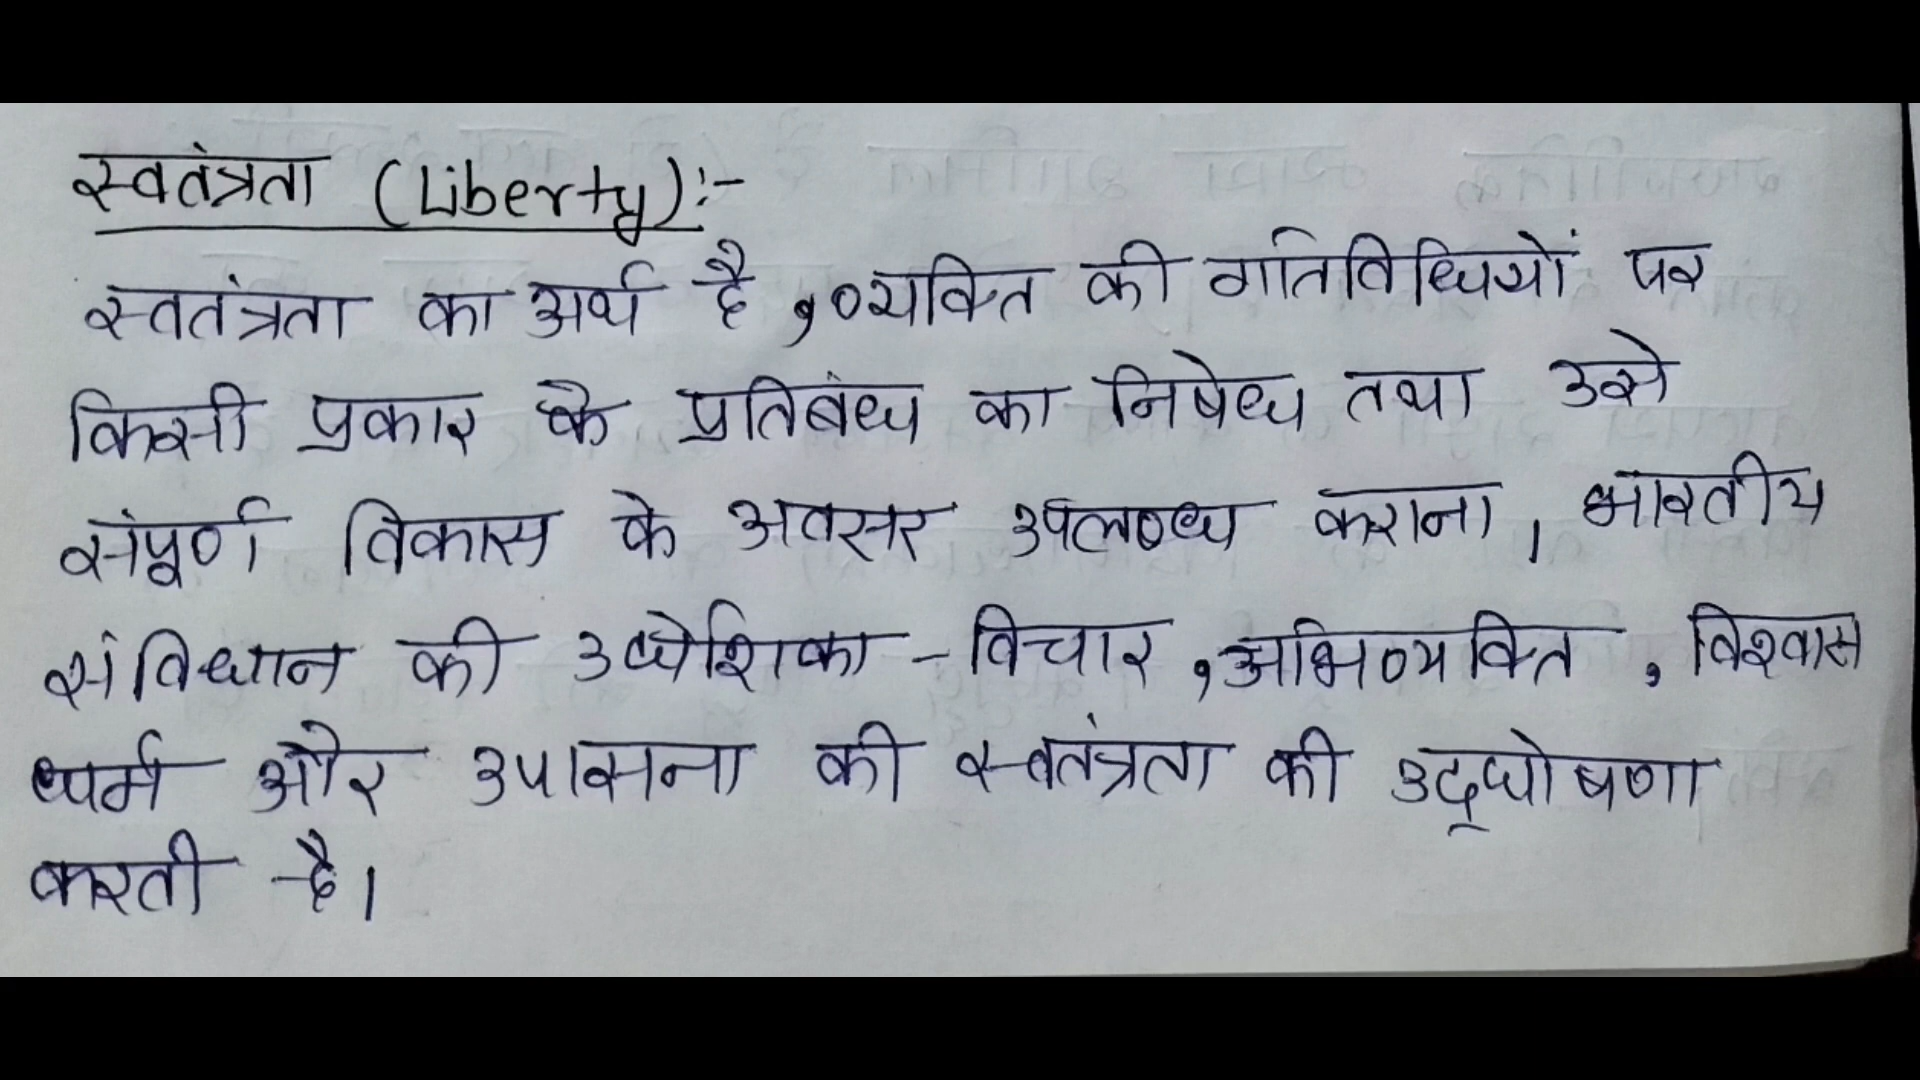 स्वतंत्रता (Liberty):-
स्वतंत्रता का अर्थ है, व्यक्ति की गतिविधियों पर
किसी प्रकार के प्रतिबंध का निषेध तथा उसे
संपूर्ण विकास के अवसर उपलब्ध कराना, भारतीय
संविधान की उद्येशिका - विचार, अभिव्यक्ति, विश्वास
धर्म और उपासना की स्वतंत्रता की उद्घोषणा
करती है।